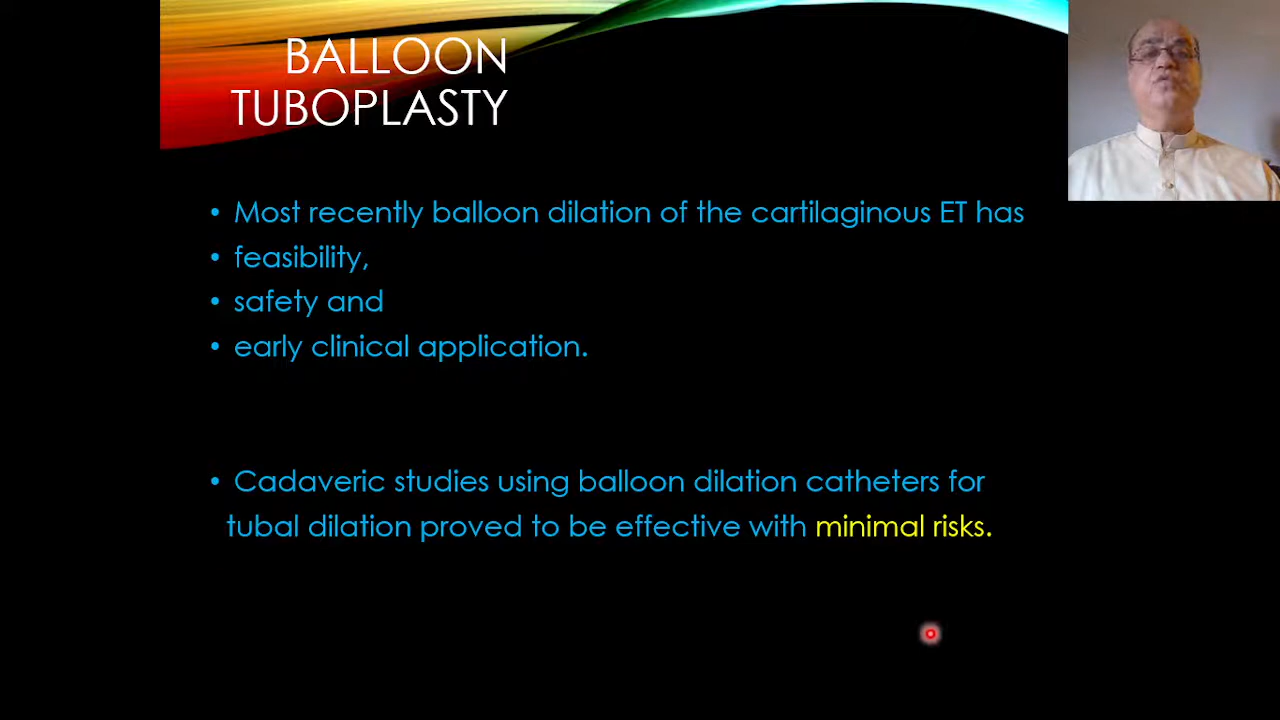 BALLOON
TUBOPLASTY
• Most recently balloon dilation of the cartilaginous ET has
• feasibility,
• safety and
• early clinical application.
• Cadaveric studies using balloon dilation catheters for
tubal dilation proved to be effective with minimal risks.